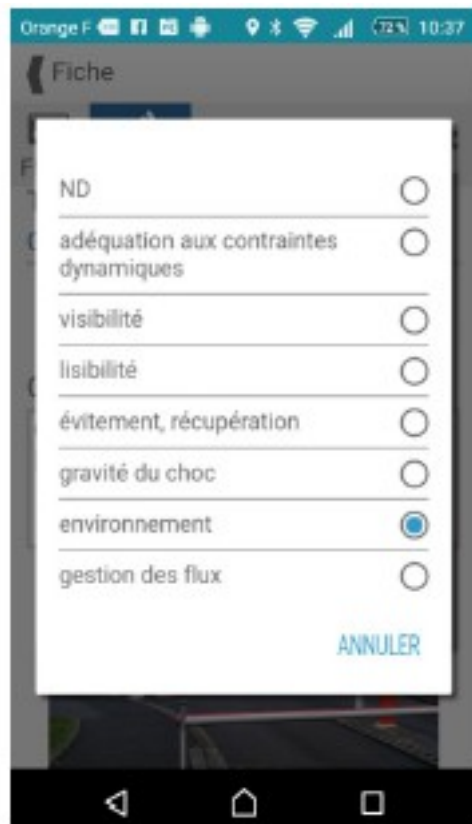 Orange F 72% 10:37
Fiche
ND
adéquation aux contraintes
dynamiques
visibilité
lisibilité
évitement, récupération
gravité du choc
environnement
gestion des flux
ANNULER